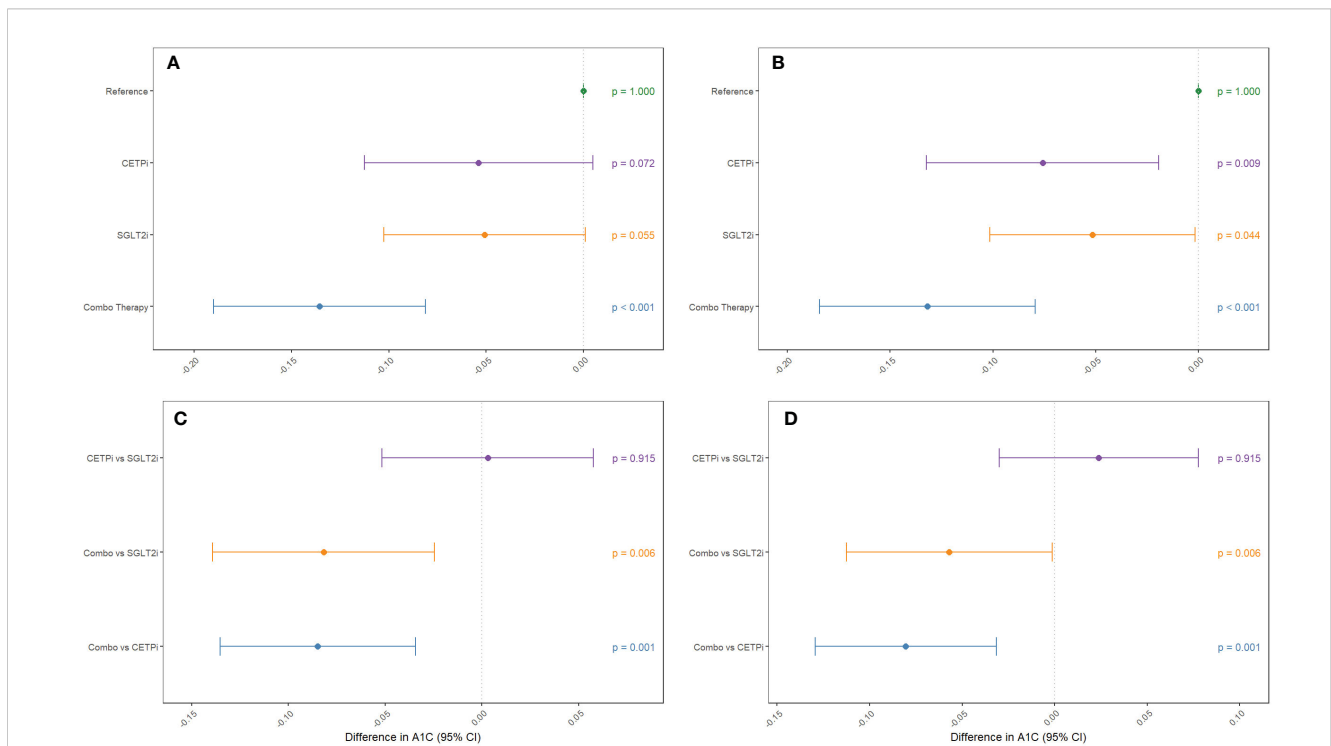 A
Reference
p = 1.000
CETPi
p = 0.072
SGLT2i
p = 0.055
Combo Therapy
p < 0.001
-0.20
-0.15
-0.10
-0.05
0.00
B
Reference
p = 1.000
CETPi
p = 0.009
SGLT2i
p = 0.044
Combo Therapy
p < 0.001
-0.20
-0.15
-0.10
-0.05
0.00
C
CETPi vs SGLT2i
p = 0.915
Combo vs SGLT2i
p = 0.006
Combo vs CETPi
p = 0.001
-0.15
-0.10
-0.05
0.00
0.05
Difference in A1C (95% CI)
D
CETPi vs SGLT2i
p = 0.915
Combo vs SGLT2i
p = 0.006
Combo vs CETPi
p = 0.001
-0.15
-0.10
-0.05
0.00
0.05
0.10
Difference in A1C (95% CI)